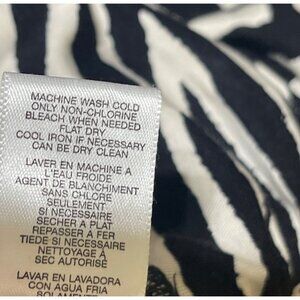 MACHINE WASH COLD
ONLY NON-CHLORINE
BLEACH WHEN NEEDED
FLAT DRY
COOL IRON IF NECESSARY
CAN BE DRY CLEAN
LAVER EN MACHINE A
L'EAU FROIDE
AGENT DE BLANCHIMENT
SANS CHLORE
SEULEMENT
SI NECESSAIRE
SECHER A PLAT
REPASSER A FER
TIEDE SI NECESSAIRE
NETTOYAGE A
SEC AUTORISÉ
LAVAR EN LAVADORA
CON AGUA FRIA
SOLAMENTE